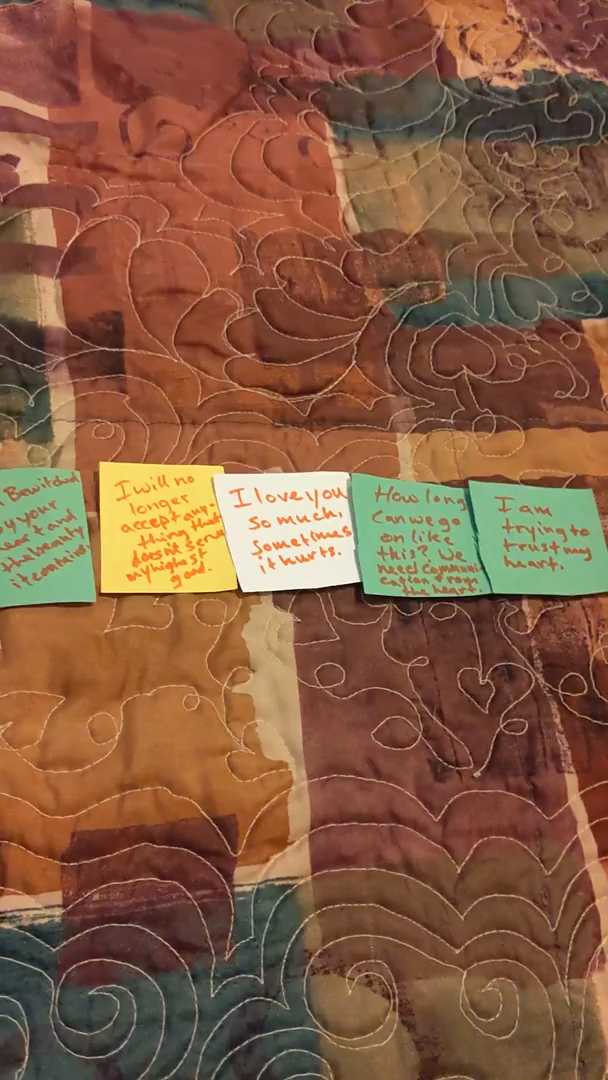 Bewitched
by your
heart and
the beauty
it contains.
I will no
longer
accept any-
thing that
doesn't serve
my highest
good.
I love you
so much,
sometimes
it hurts.
How long
can we go
on like
this? We
need communi
cation from
the heart.
I am
trying to
trust my
heart.